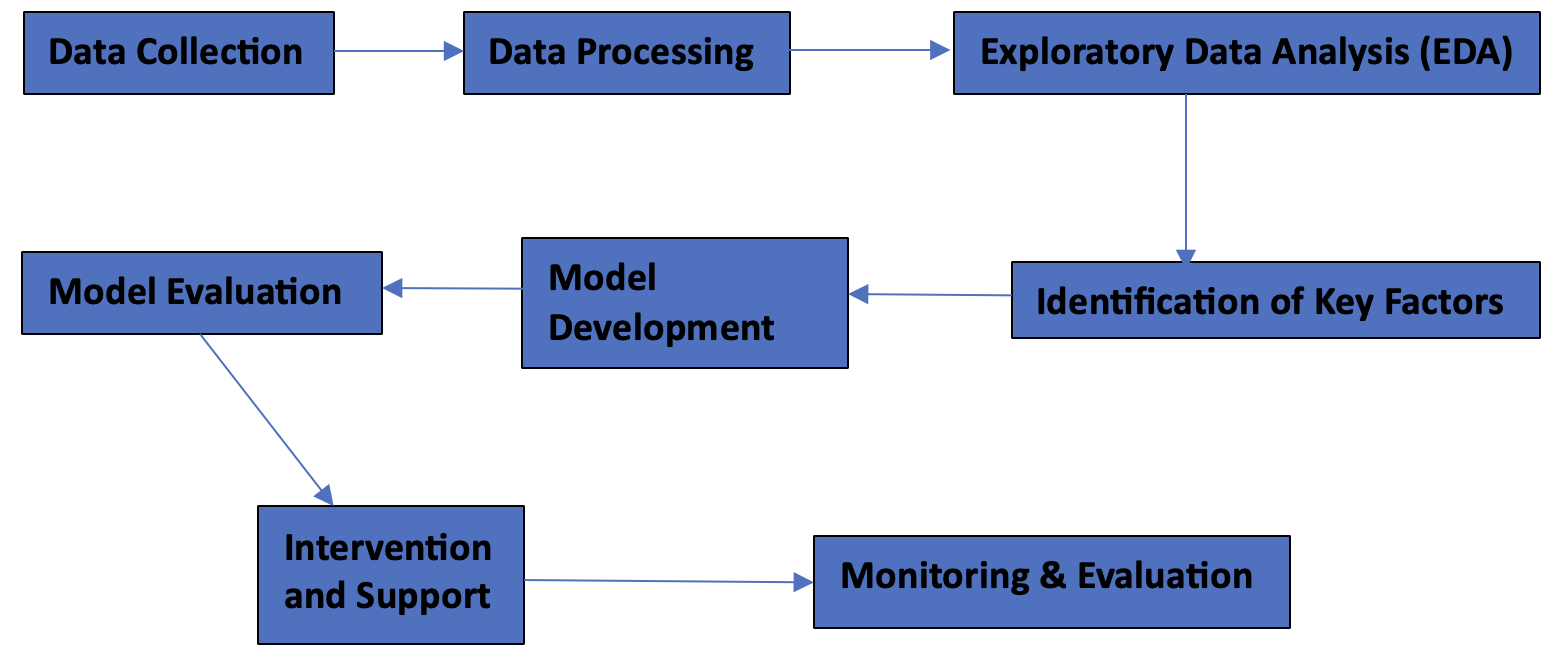 Data Collection
Data Processing
Exploratory Data Analysis (EDA)
Model Evaluation
Model
Development
Identification of Key Factors
Intervention
and Support
Monitoring & Evaluation